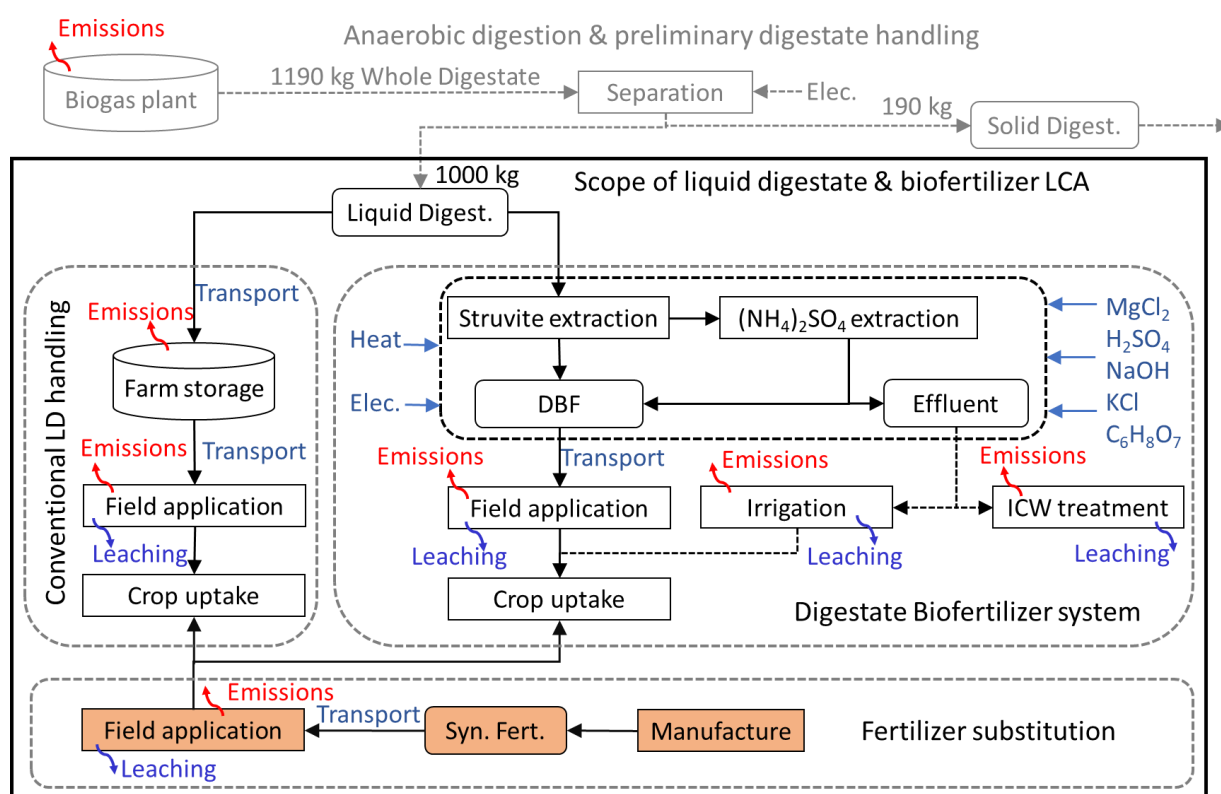 Emissions
Anaerobic digestion & preliminary digestate handling
Biogas plant
1190 kg Whole Digestate
Separation
Elec.
190 kg
Solid Digest.
1000 kg
Scope of liquid digestate & biofertilizer LCA
Liquid Digest.
Conventional LD handling
Transport
Emissions
Farm storage
Transport
Emissions
Field application
Leaching
Crop uptake
Struvite extraction
(NH₄)₂SO₄ extraction
Heat
Elec.
DBF
Effluent
MgCl₂
H₂SO₄
NaOH
KCl
C₆H₈O₇
Transport
Emissions
Emissions
Emissions
Field application
Irrigation
ICW treatment
Leaching
Leaching
Leaching
Crop uptake
Digestate Biofertilizer system
Emissions
Field application
Transport
Syn. Fert.
Manufacture
Fertilizer substitution
Leaching